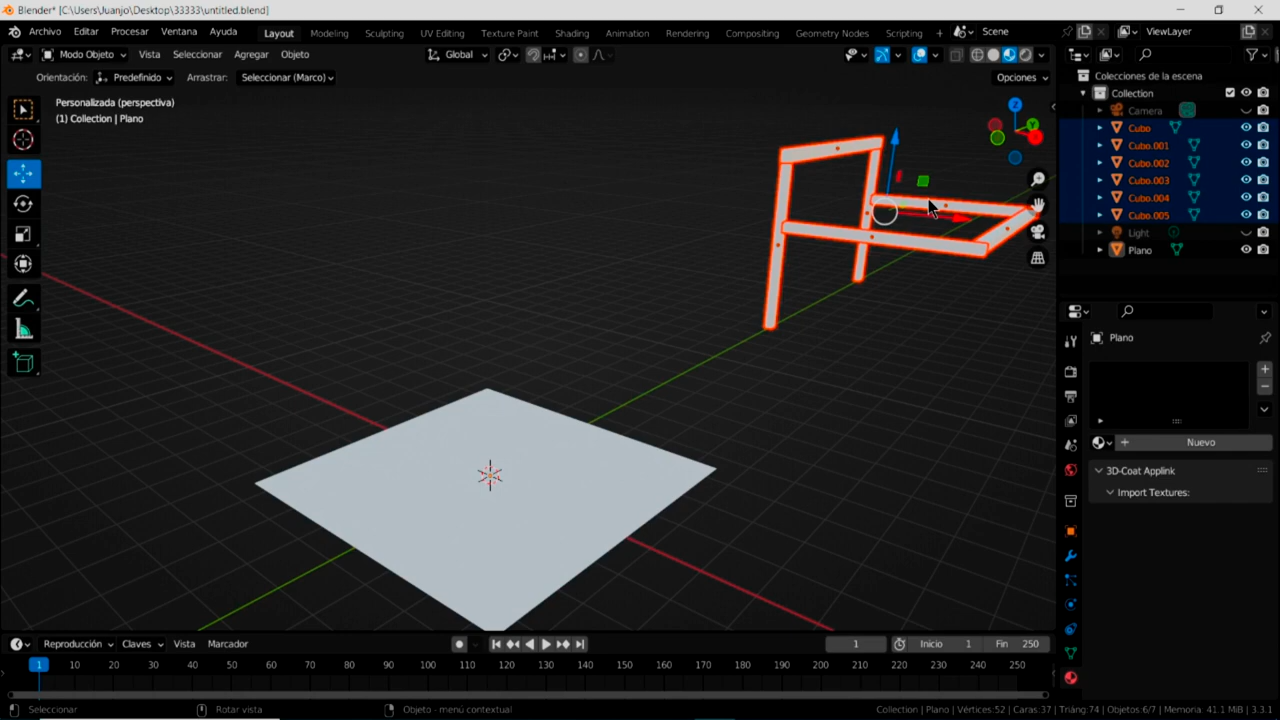 Blender* [C:\Users\Juanjo\Desktop\33333\untitled.blend]
Archivo Editar Procesar Ventana Ayuda Layout Modeling Sculpting UV Editing Texture Paint Shading Animation Rendering Compositing Geometry Nodes Scripting + Scene ViewLayer
Modo Objeto Vista Seleccionar Agregar Objeto Global
Orientación: Predefinido Arrastrar: Seleccionar (Marco) Opciones
Personalizada (perspectiva)
(1) Collection | Plano
Z
Y
Colecciones de la escena
Collection
Camera
Cubo
Cubo.001
Cubo.002
Cubo.003
Cubo.004
Cubo.005
Light
Plano
Plano
Nuevo
3D-Coat Applink
Import Textures:
Reproducción Claves Vista Marcador 1 Inicio 1 Fin 250
1 10 20 30 40 50 60 70 80 90 100 110 120 130 140 150 160 170 180 190 200 210 220 230 240 250
Seleccionar Rotar vista Objeto - menú contextual Collection | Plano | Vértices:52 | Caras:37 | Triáng:74 | Objetos:6/7 | Memoria: 41.1 MiB | 3.3.1